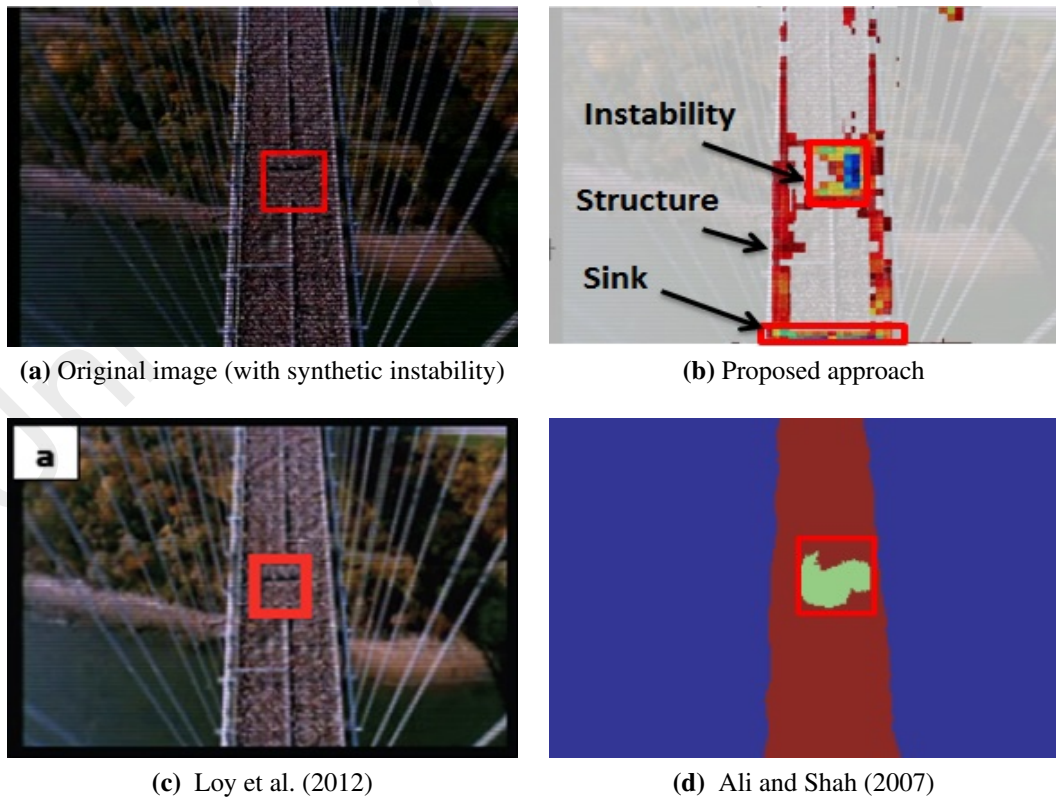 Instability
Structure
Sink
(a) Original image (with synthetic instability)
(b) Proposed approach
a
(c) Loy et al. (2012)
(d) Ali and Shah (2007)